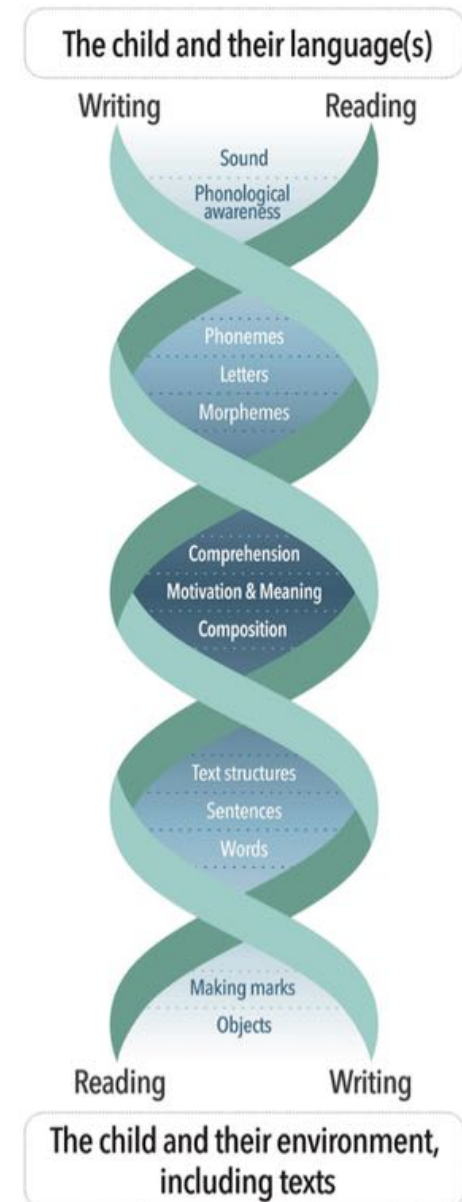 The child and their language(s)
Writing Reading
Sound
Phonological
awareness
Phonemes
Letters
Morphemes
Comprehension
Motivation & Meaning
Composition
Text structures
Sentences
Words
Making marks
Objects
Reading Writing
The child and their environment,
including texts